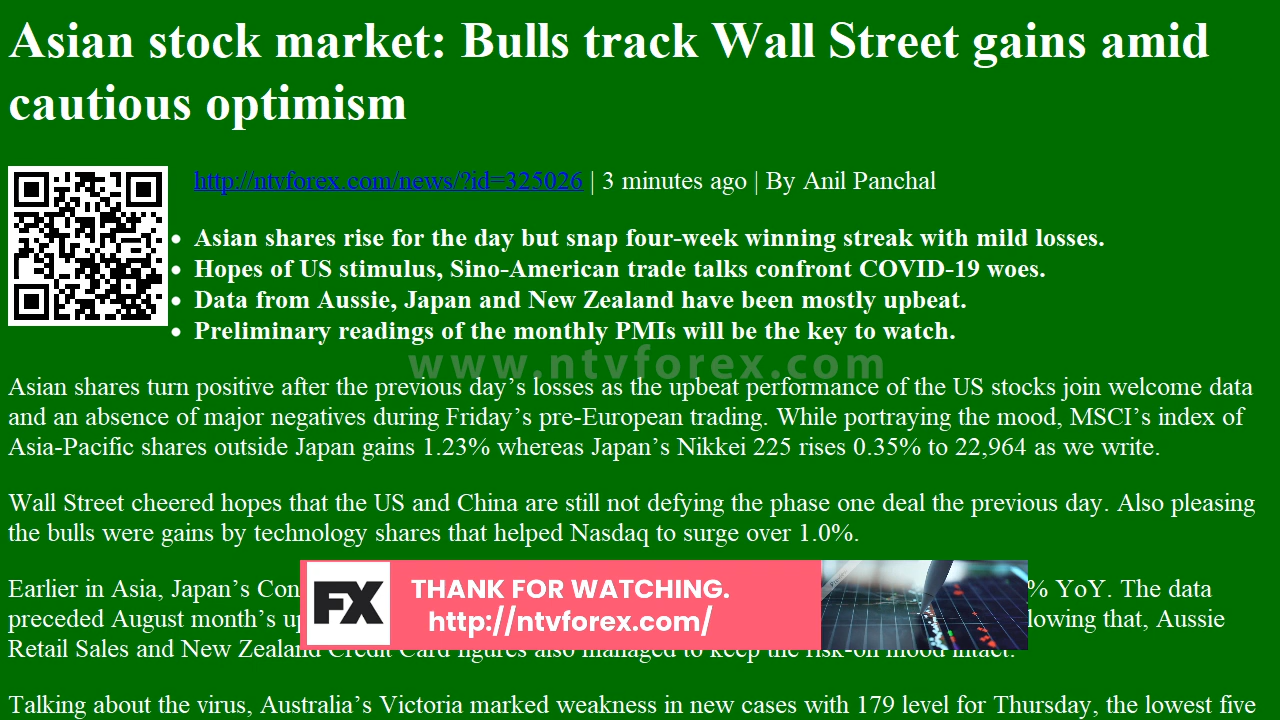 Asian stock market: Bulls track Wall Street gains amid
cautious optimism
http://ntvforex.com/news/?id=325026 | 3 minutes ago | By Anil Panchal
• Asian shares rise for the day but snap four-week winning streak with mild losses.
• Hopes of US stimulus, Sino-American trade talks confront COVID-19 woes.
• Data from Aussie, Japan and New Zealand have been mostly upbeat.
• Preliminary readings of the monthly PMIs will be the key to watch.
www.ntvforex.com
Asian shares turn positive after the previous day’s losses as the upbeat performance of the US stocks join welcome data
and an absence of major negatives during Friday’s pre-European trading. While portraying the mood, MSCI’s index of
Asia-Pacific shares outside Japan gains 1.23% whereas Japan’s Nikkei 225 rises 0.35% to 22,964 as we write.
Wall Street cheered hopes that the US and China are still not defying the phase one deal the previous day. Also pleasing
the bulls were gains by technology shares that helped Nasdaq to surge over 1.0%.
Earlier in Asia, Japan’s % YoY. The data
preceded August month’s Aussie
Retail Sales and New Zealand Credit Card figures also managed to keep the risk-off mood intact.
FX
THANK FOR WATCHING.
http://ntvforex.com/
Talking about the virus, Australia’s Victoria marked weakness in new cases with 179 level for Thursday, the lowest five